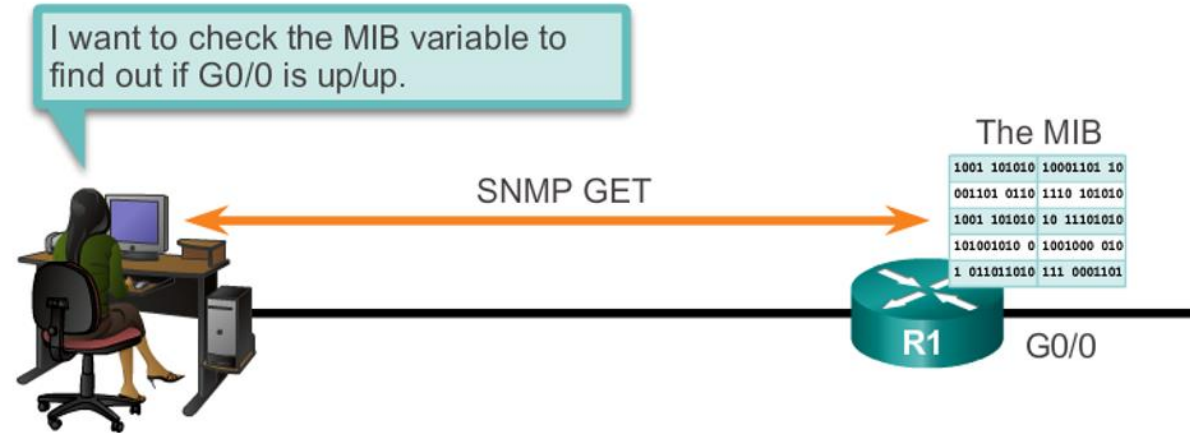 I want to check the MIB variable to
find out if G0/0 is up/up.
The MIB
1001 101010 10001101 10
001101 0110 1110 101010
1001 101010 10 11101010
101001010 0 1001000 010
1 011011010 111 0001101
SNMP GET
R1
G0/0